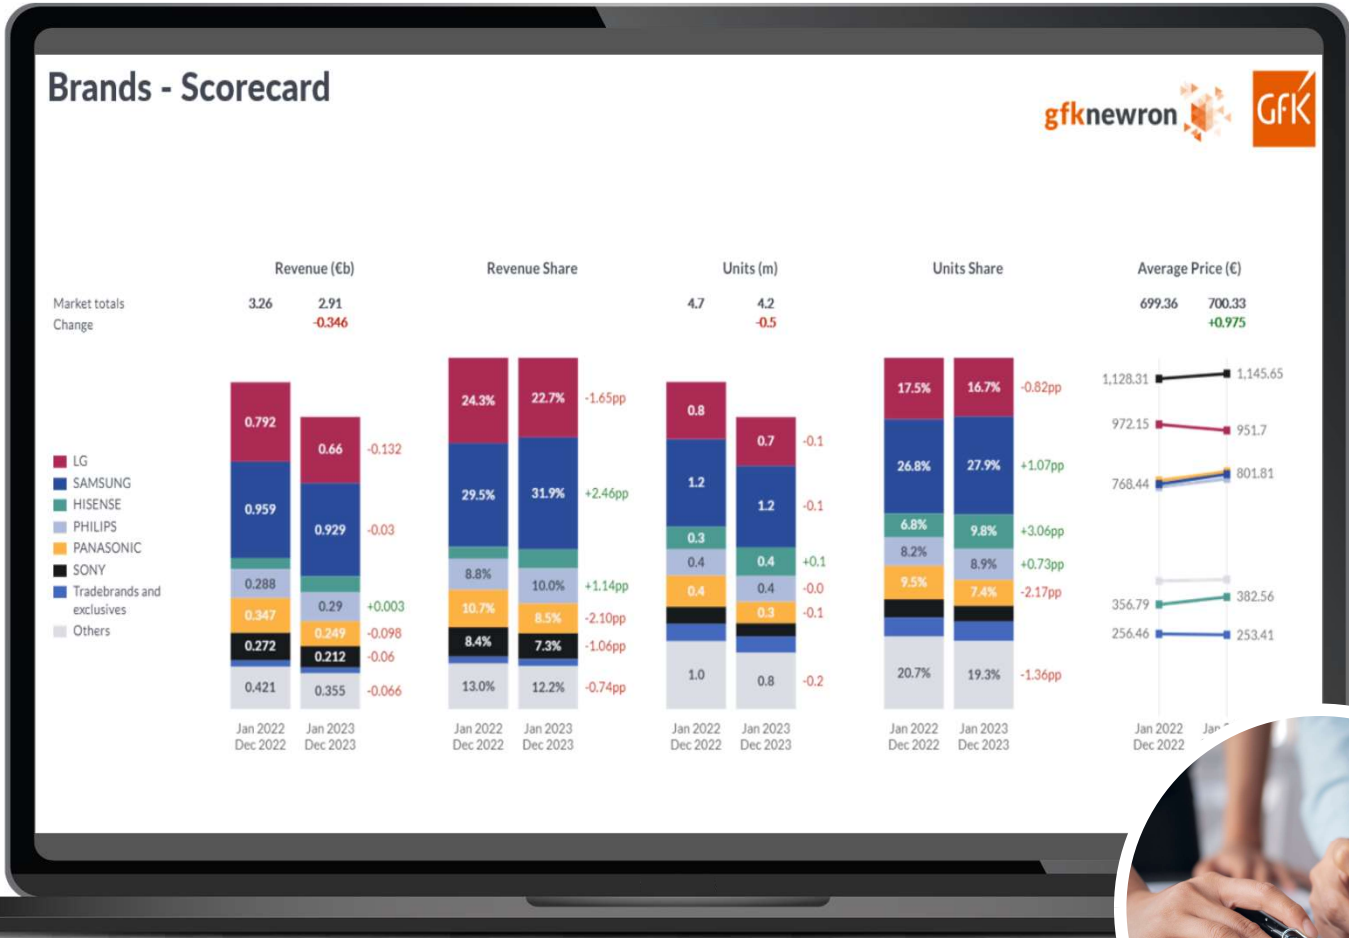 Brands - Scorecard
gfknewron
GfK
Revenue (€b)
Revenue Share
Units (m)
Units Share
Average Price (€)
Market totals
3.26
2.91
4.7
4.2
699.36
700.33
Change
-0.346
-0.5
+0.975
LG
SAMSUNG
HISENSE
PHILIPS
PANASONIC
SONY
Tradebrands and
exclusives
Others
0.792
0.959
0.288
0.347
0.272
0.421
0.66
0.929
0.29
0.249
0.212
0.355
-0.132
-0.03
+0.003
-0.098
-0.06
-0.066
Jan 2022
Dec 2022
Jan 2023
Dec 2023
24.3%
29.5%
8.8%
10.7%
8.4%
13.0%
22.7%
31.9%
10.0%
8.5%
7.3%
12.2%
-1.65pp
+2.46pp
+1.14pp
-2.10pp
-1.06pp
-0.74pp
Jan 2022
Dec 2022
Jan 2023
Dec 2023
0.8
1.2
0.3
0.4
0.4
1.0
0.7
1.2
0.4
0.4
0.3
0.8
-0.1
-0.1
+0.1
-0.0
-0.1
-0.2
Jan 2022
Dec 2022
Jan 2023
Dec 2023
17.5%
26.8%
6.8%
8.2%
9.5%
20.7%
16.7%
27.9%
9.8%
8.9%
7.4%
19.3%
-0.82pp
+1.07pp
+3.06pp
+0.73pp
-2.17pp
-1.36pp
Jan 2022
Dec 2022
Jan 2023
Dec 2023
1,128.31
1,145.65
972.15
951.7
768.44
801.81
356.79
382.56
256.46
253.41
Jan 2022
Dec 2022